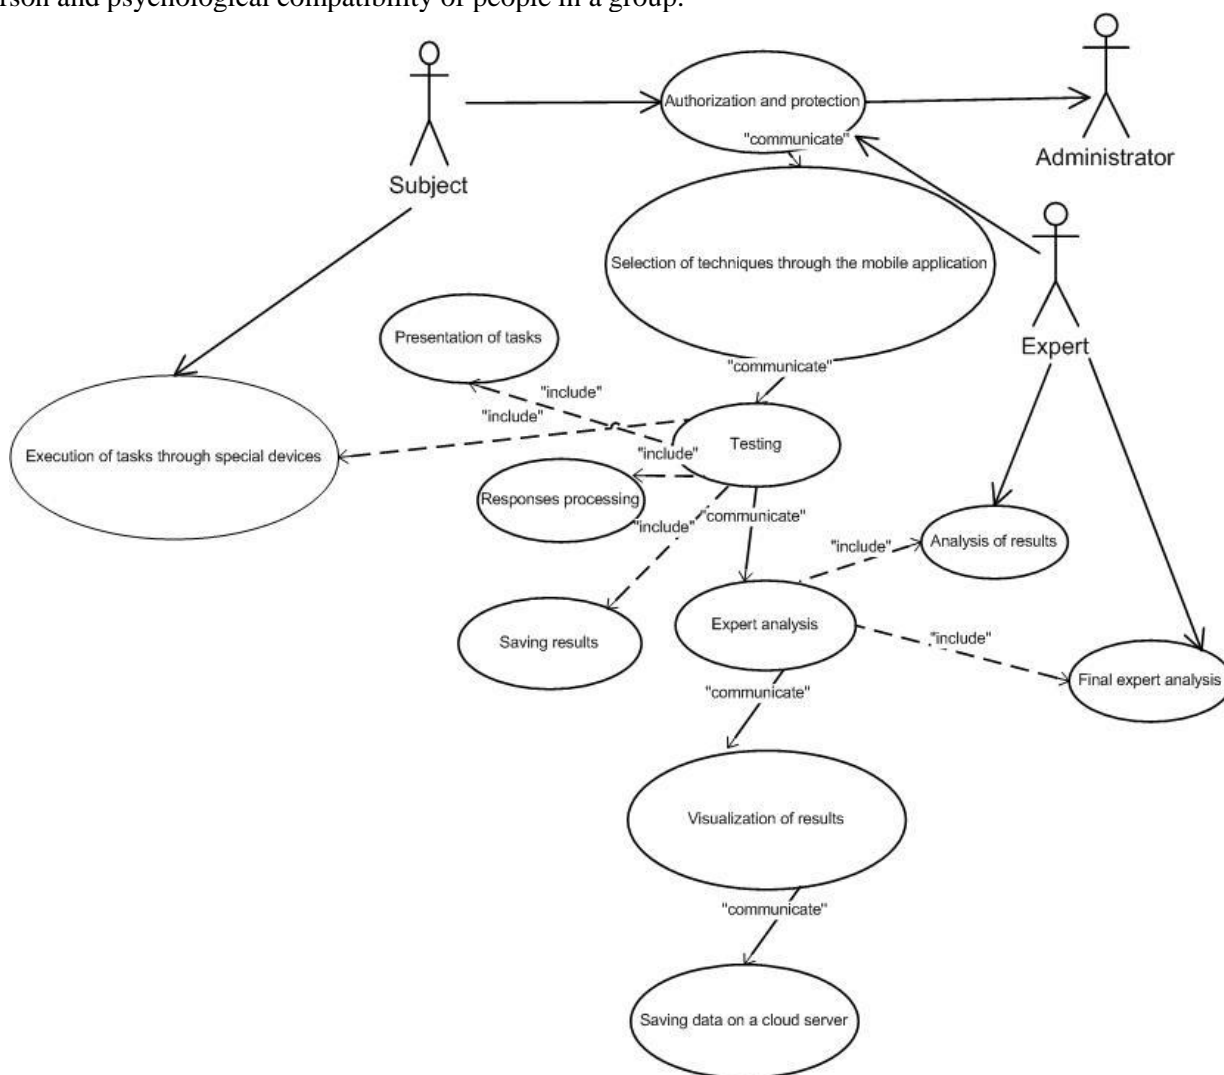 person and psychological compatibility of people in a group.
Authorization and protection
"communicate"
Administrator
Subject
Selection of techniques through the mobile application
Presentation of tasks
Expert
"communicate"
"include"
"include"
Testing
Execution of tasks through special devices
"include"
Responses processing
"communicate"
"include"
Analysis of results
"include"
Expert analysis
Saving results
"include"
Final expert analysis
"communicate"
Visualization of results
"communicate"
Saving data on a cloud server